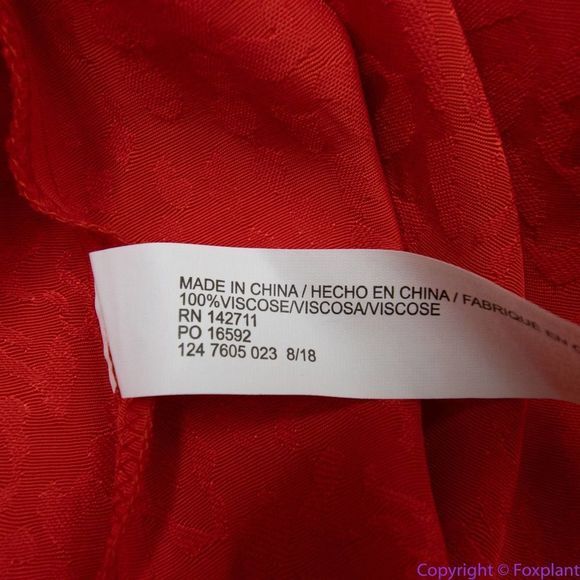 MADE IN CHINA / HECHO EN CHINA / FABRIQUE EN
100%VISCOSE/VISCOSA/VISCOSE
RN 142711
PO 16592
124 7605 023 8/18
Copyright © Foxplant